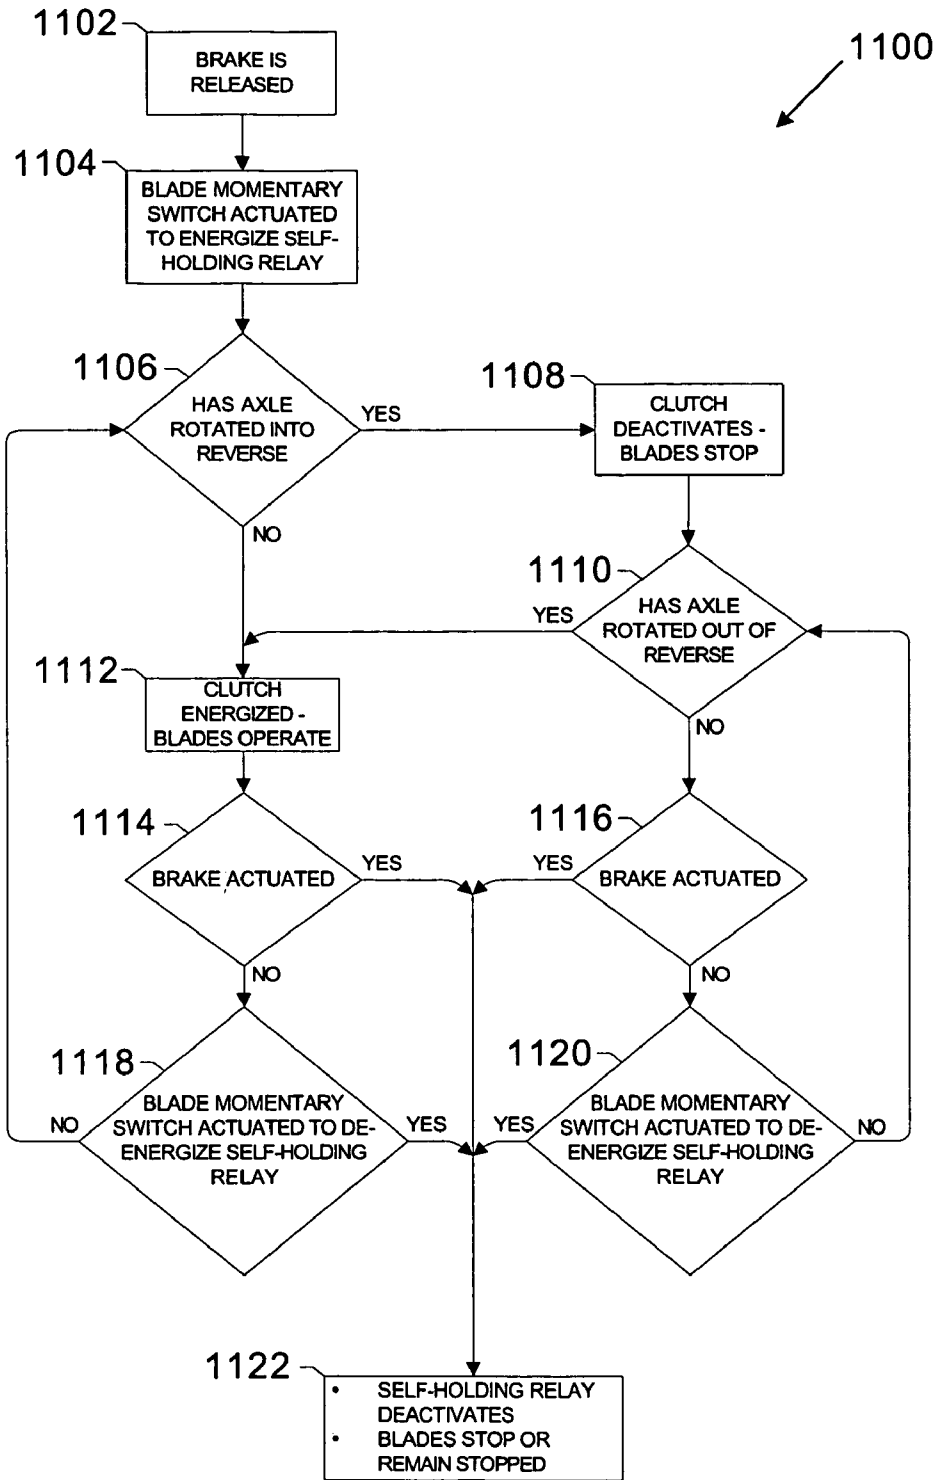 1102
BRAKE IS
RELEASED
1100
1104
BLADE MOMENTARY
SWITCH ACTUATED
TO ENERGIZE SELF-
HOLDING RELAY
1106
HAS AXLE
ROTATED INTO
REVERSE
YES
NO
1108
CLUTCH
DEACTIVATES -
BLADES STOP
1110
HAS AXLE
ROTATED OUT OF
REVERSE
YES
NO
1112
CLUTCH
ENERGIZED -
BLADES OPERATE
1114
BRAKE ACTUATED
YES
NO
1116
BRAKE ACTUATED
YES
NO
1118
BLADE MOMENTARY
SWITCH ACTUATED TO DE-
ENERGIZE SELF-HOLDING
RELAY
NO
YES
1120
BLADE MOMENTARY
SWITCH ACTUATED TO DE-
ENERGIZE SELF-HOLDING
RELAY
YES
NO
1122
• SELF-HOLDING RELAY
DEACTIVATES
• BLADES STOP OR
REMAIN STOPPED